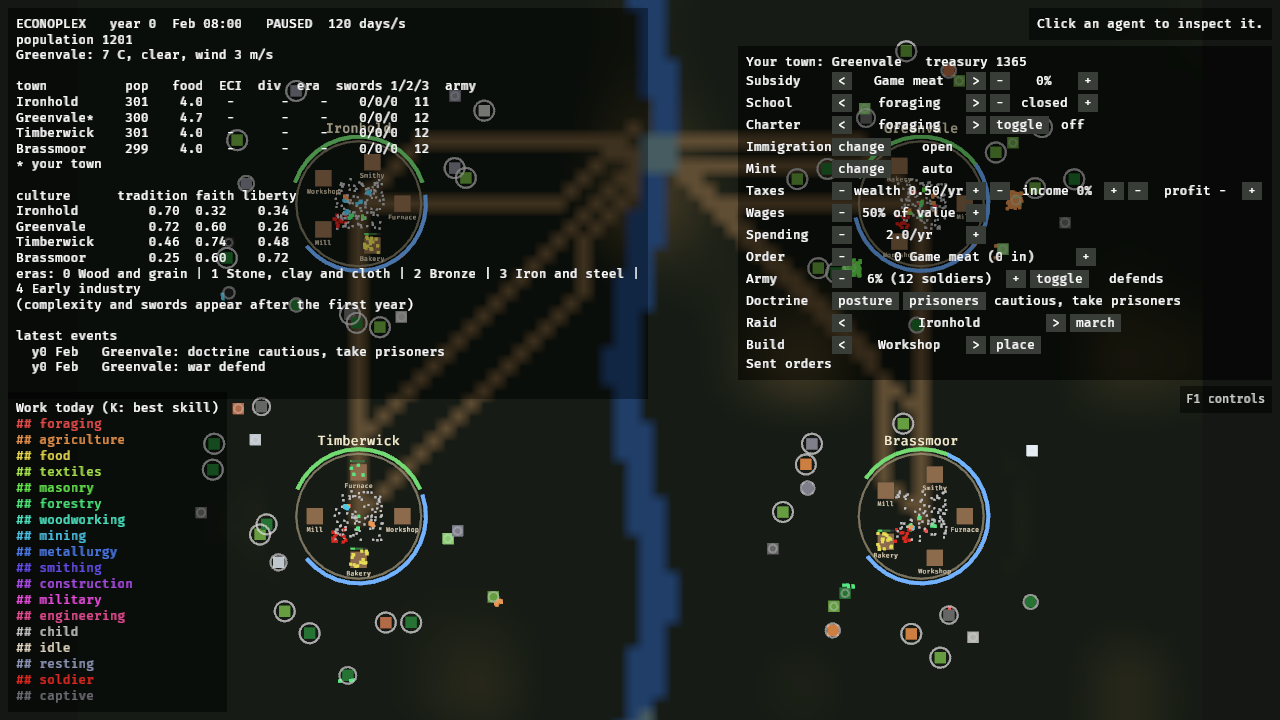 ECONOPLEX   year 0  Feb 08:00   PAUSED  120 days/s
population 1201
Greenvale: 7 C, clear, wind 3 m/s
town          pop   food  ECI  div  era  swords 1/2/3  army
Ironhold      301    4.0   -      -    -    0/0/0  11
Greenvale*    300    4.7   -      -    -    0/0/0  12
Timberwick    301    4.0   -      -    -    0/0/0  12
Brassmoor     299    4.0   -      -    -    0/0/0  12
* your town
culture      tradition faith liberty
Ironhold         0.70  0.32    0.34
Greenvale        0.72  0.60    0.26
Timberwick       0.46  0.74    0.48
Brassmoor        0.25  0.60    0.72
eras: 0 Wood and grain | 1 Stone, clay and cloth | 2 Bronze | 3 Iron and steel |
4 Early industry
(complexity and swords appear after the first year)
latest events
y0 Feb   Greenvale: doctrine cautious, take prisoners
y0 Feb   Greenvale: war defend
Work today (K: best skill)
## foraging
## agriculture
## food
## textiles
## masonry
## forestry
## woodworking
## mining
## metallurgy
## smithing
## construction
## military
## engineering
## child
## idle
## resting
## soldier
## captive
Click an agent to inspect it.
Your town: Greenvale   treasury 1365
Subsidy < Game meat > - 0% +
School < foraging > - closed +
Charter < foraging > toggle off
Immigration change open
Mint change auto
Taxes - wealth 0.50/yr + - income 0% + - profit - +
Wages - 50% of value +
Spending - 2.0/yr +
Order - 0 Game meat (0 in) +
Army - 6% (12 soldiers) + toggle defends
Doctrine posture prisoners cautious, take prisoners
Raid < Ironhold > march
Build < Workshop > place
Sent orders
F1 controls
Ironhold
Smithy
Workshop
Furnace
Mill
Bakery
Greenvale
Bakery
Timberwick
Furnace
Mill
Workshop
Bakery
Brassmoor
Smithy
Mill
Furnace
Bakery
Workshop